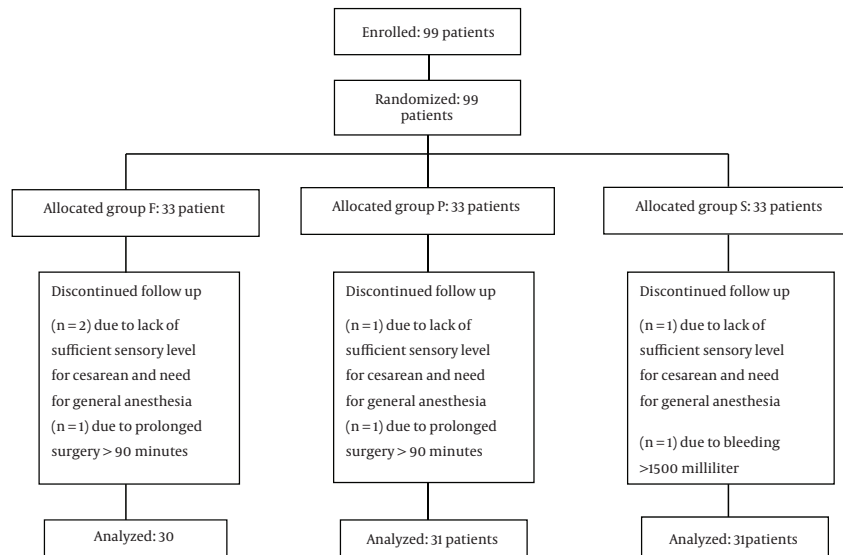 Enrolled: 99 patients
Randomized: 99
patients
Allocated group F: 33 patient
Allocated group P: 33 patients
Allocated group S: 33 patients
Discontinued follow up
(n = 2) due to lack of
sufficient sensory level
for cesarean and need
for general anesthesia
(n = 1) due to prolonged
surgery > 90 minutes
Discontinued follow up
(n = 1) due to lack of
sufficient sensory level
for cesarean and need
for general anesthesia
(n = 1) due to prolonged
surgery > 90 minutes
Discontinued follow up
(n = 1) due to lack of
sufficient sensory level
for cesarean and need
for general anesthesia
(n = 1) due to bleeding
>1500 milliliter
Analyzed: 30
Analyzed: 31 patients
Analyzed: 31patients